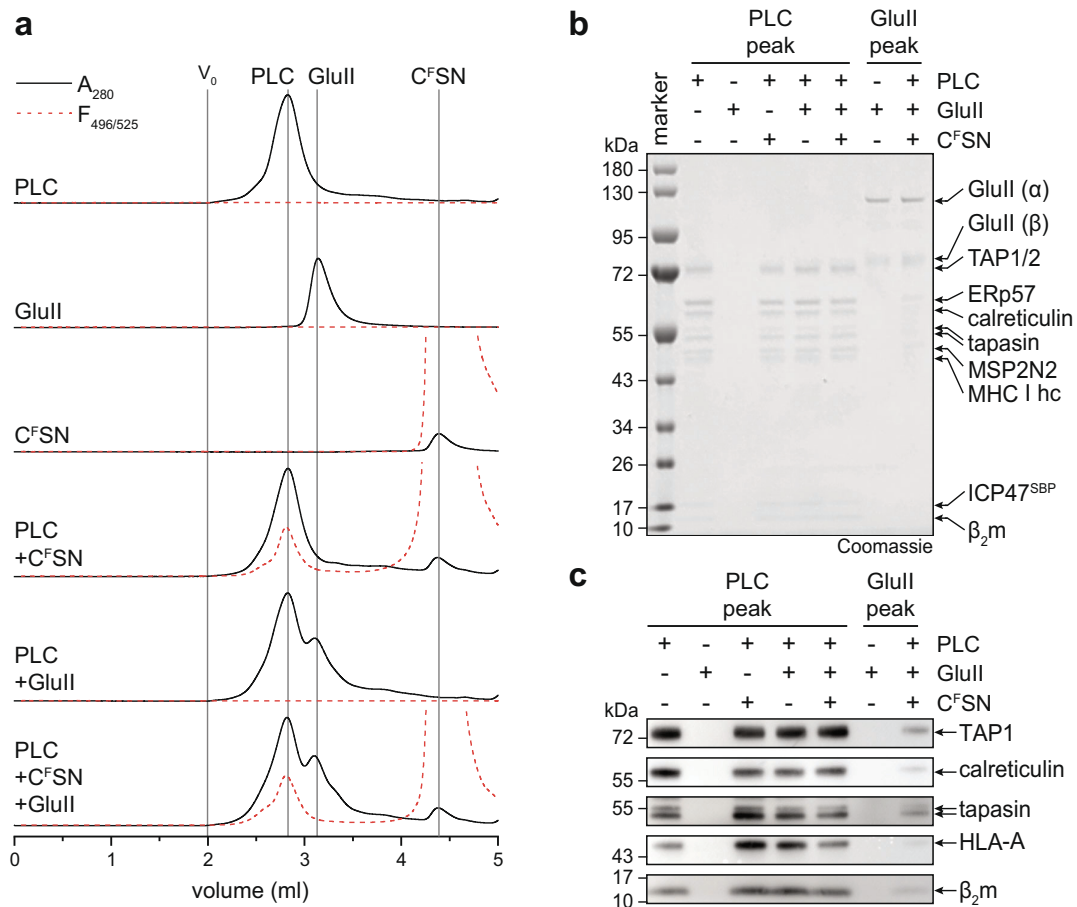 a
A₂₈₀
F₄₉₆/₅₂₅
V₀ PLC GluII CᶠSN
PLC
GluII
CᶠSN
PLC
+CᶠSN
PLC
+GluII
PLC
+CᶠSN
+GluII
0 1 2 3 4 5
volume (ml)
b
PLC peak GluII peak
+ - + + + - + PLC
- + - + + + + GluII
- - + - + - + CᶠSN
marker
kDa
180
130
95
72
55
43
34
26
17
10
GluII (α)
GluII (β)
TAP1/2
ERp57
calreticulin
tapasin
MSP2N2
MHC I hc
ICP47ˢᴮᴾ
β₂m
Coomassie
c
PLC peak GluII peak
+ - + + + - + PLC
- + - + + + + GluII
- - + - + - + CᶠSN
kDa
72 TAP1
55 calreticulin
55 tapasin
43 HLA-A
17
10 β₂m